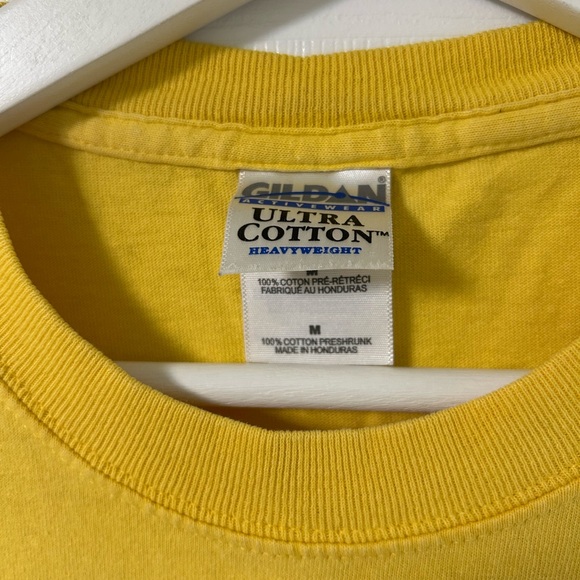 GILDAN®
ACTIVEWEAR
ULTRA
COTTON™
HEAVYWEIGHT
M
100% COTON PRÉ-RÉTRÉCI
FABRIQUÉ AU HONDURAS
M
100% COTTON PRESHRUNK
MADE IN HONDURAS